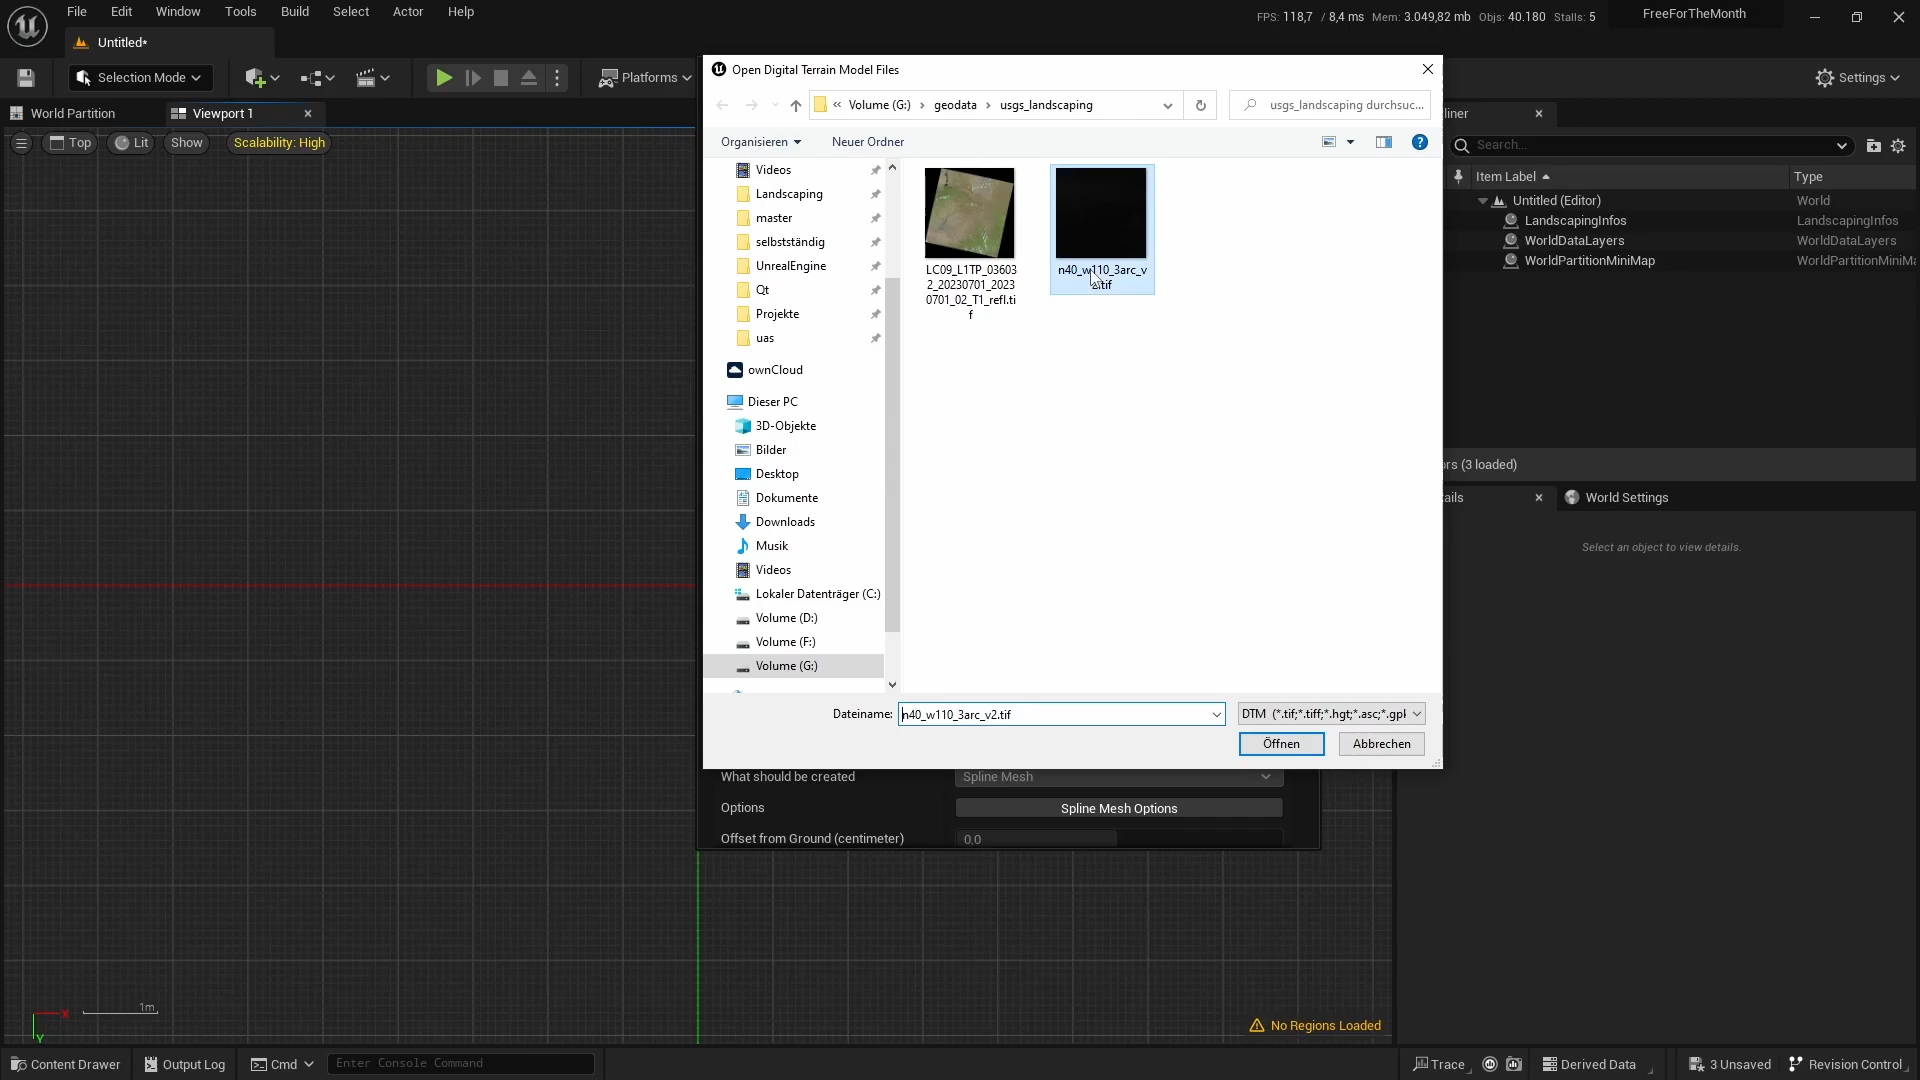 File Edit Window Tools Build Select Actor Help
FPS: 118,7 / 8,4 ms Mem: 3.049,82 mb Objs: 40.180 Stalls: 5
FreeForTheMonth
Untitled*
Selection Mode
Platforms
Settings
World Partition
Viewport 1
Top
Lit
Show
Scalability: High
Open Digital Terrain Model Files
« Volume (G:) › geodata › usgs_landscaping
usgs_landscaping durchsuc...
Organisieren
Neuer Ordner
Videos
Landscaping
master
selbstständig
UnrealEngine
Qt
Projekte
uas
ownCloud
Dieser PC
3D-Objekte
Bilder
Desktop
Dokumente
Downloads
Musik
Videos
Lokaler Datenträger (C:)
Volume (D:)
Volume (F:)
Volume (G:)
LC09_L1TP_03603
2_20230701_2023
0701_02_T1_refl.ti
f
n40_w110_3arc_v
2.tif
Dateiname:
n40_w110_3arc_v2.tif
DTM (*.tif;*.tiff;*.hgt;*.asc;*.gpl
Öffnen
Abbrechen
What should be created
Spline Mesh
Options
Spline Mesh Options
Offset from Ground (centimeter)
0,0
liner
Search...
Item Label
Type
Untitled (Editor)
World
LandscapingInfos
LandscapingInfos
WorldDataLayers
WorldDataLayers
WorldPartitionMiniMap
WorldPartitionMiniMa
ors (3 loaded)
tails
World Settings
Select an object to view details.
1m
X
Y
No Regions Loaded
Content Drawer
Output Log
Cmd
Enter Console Command
Trace
Derived Data
3 Unsaved
Revision Control